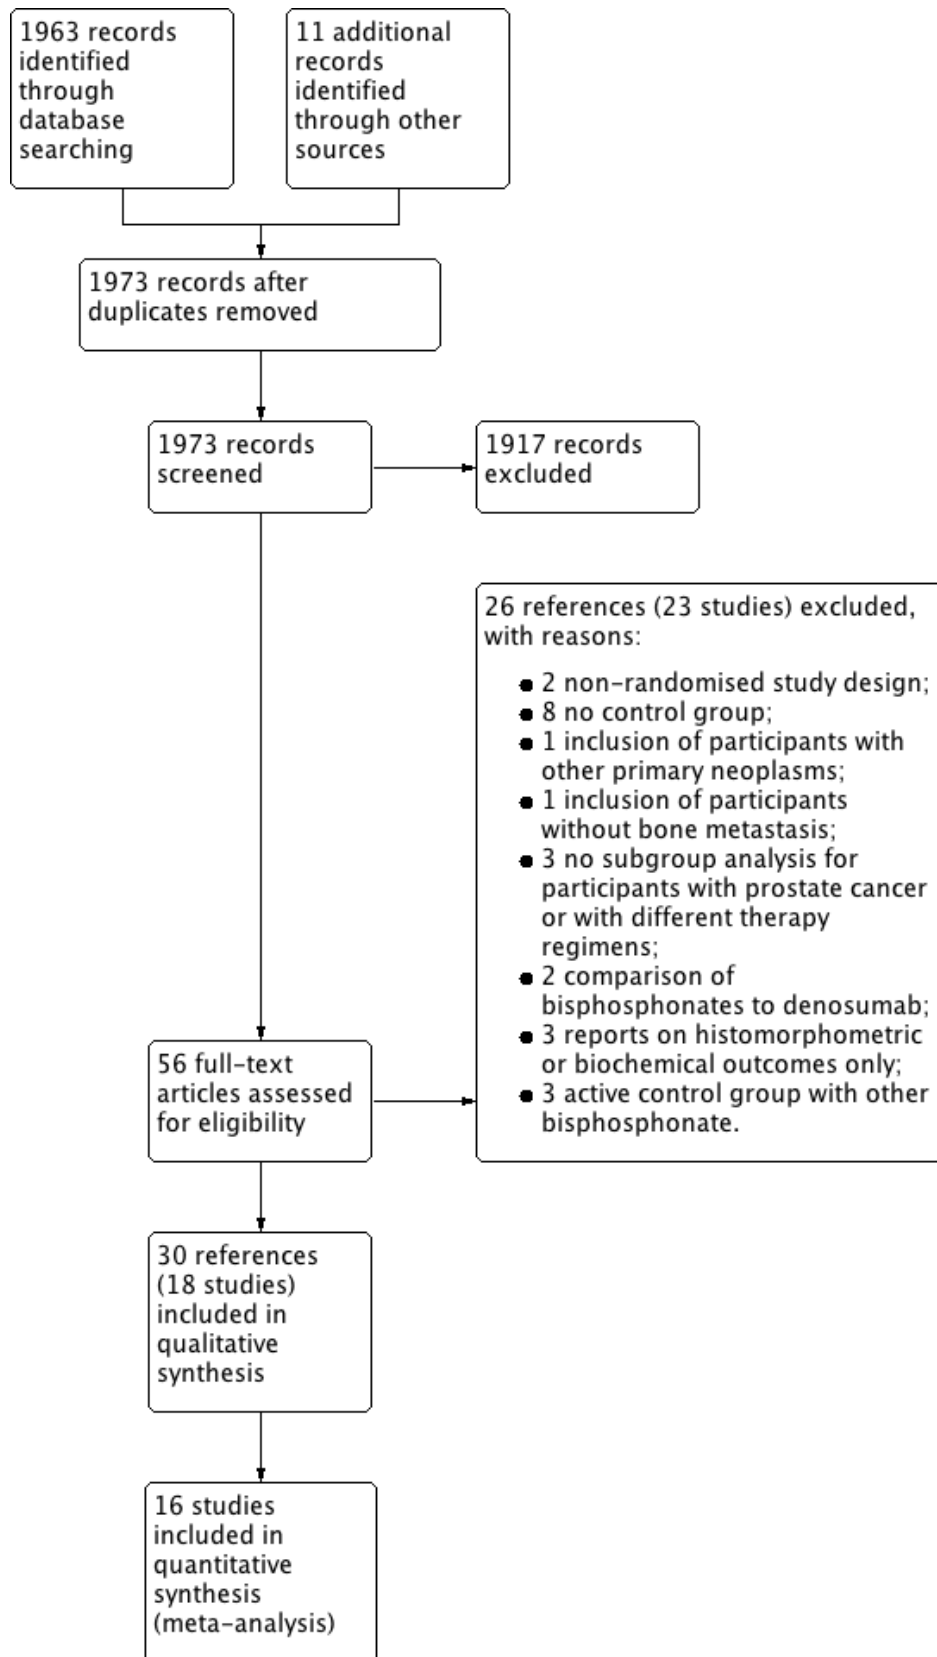 1963 records
identified
through
database
searching
11 additional
records
identified
through other
sources
1973 records after
duplicates removed
1973 records
screened
1917 records
excluded
26 references (23 studies) excluded,
with reasons:
● 2 non-randomised study design;
● 8 no control group;
● 1 inclusion of participants with
other primary neoplasms;
● 1 inclusion of participants
without bone metastasis;
● 3 no subgroup analysis for
participants with prostate cancer
or with different therapy
regimens;
● 2 comparison of
bisphosphonates to denosumab;
● 3 reports on histomorphometric
or biochemical outcomes only;
● 3 active control group with other
bisphosphonate.
56 full-text
articles assessed
for eligibility
30 references
(18 studies)
included in
qualitative
synthesis
16 studies
included in
quantitative
synthesis
(meta-analysis)